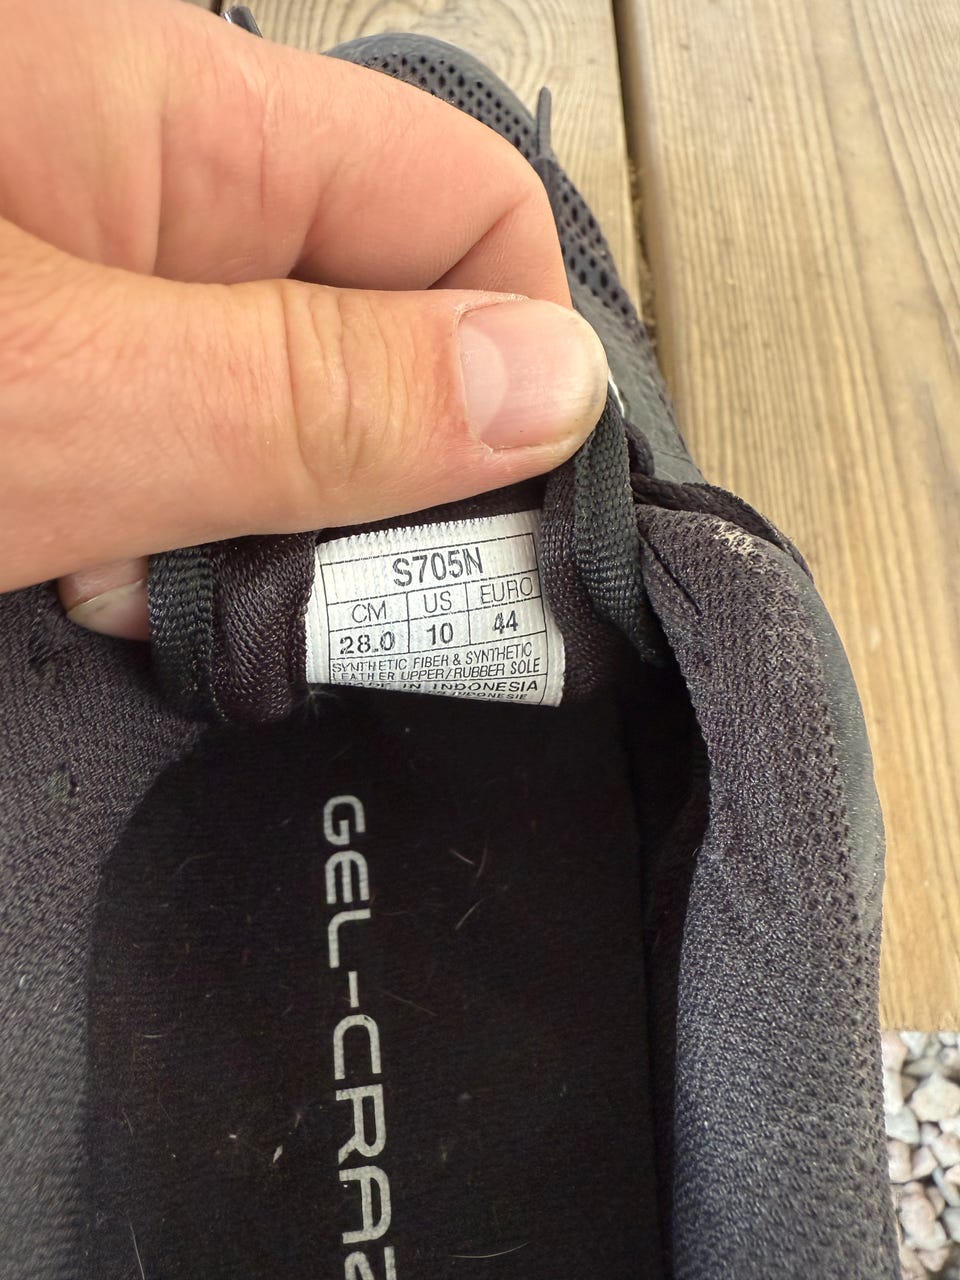 S705N
CM US EURO
28.0 10 44
SYNTHETIC FIBER & SYNTHETIC
LEATHER UPPER/RUBBER SOLE
MADE IN INDONESIA
INDONESIE
GEL-CRAZ